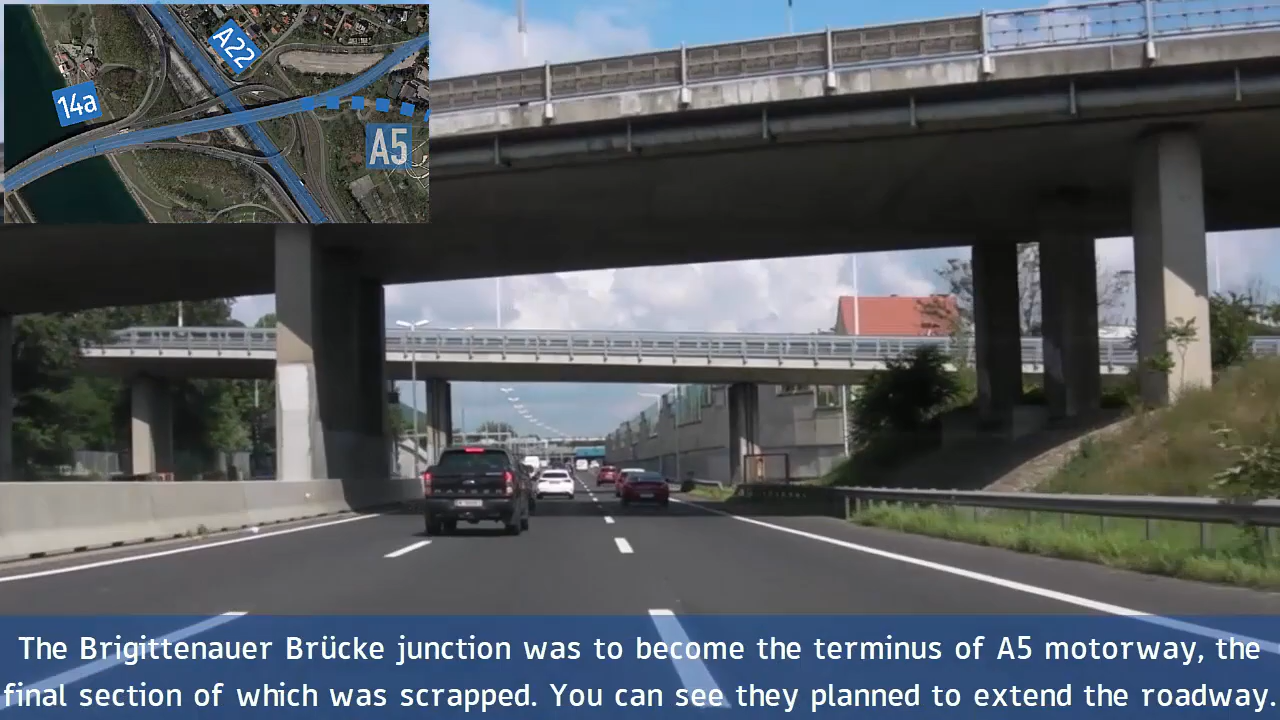 A22
14a
A5
The Brigittenauer Brücke junction was to become the terminus of A5 motorway, the
final section of which was scrapped. You can see they planned to extend the roadway.